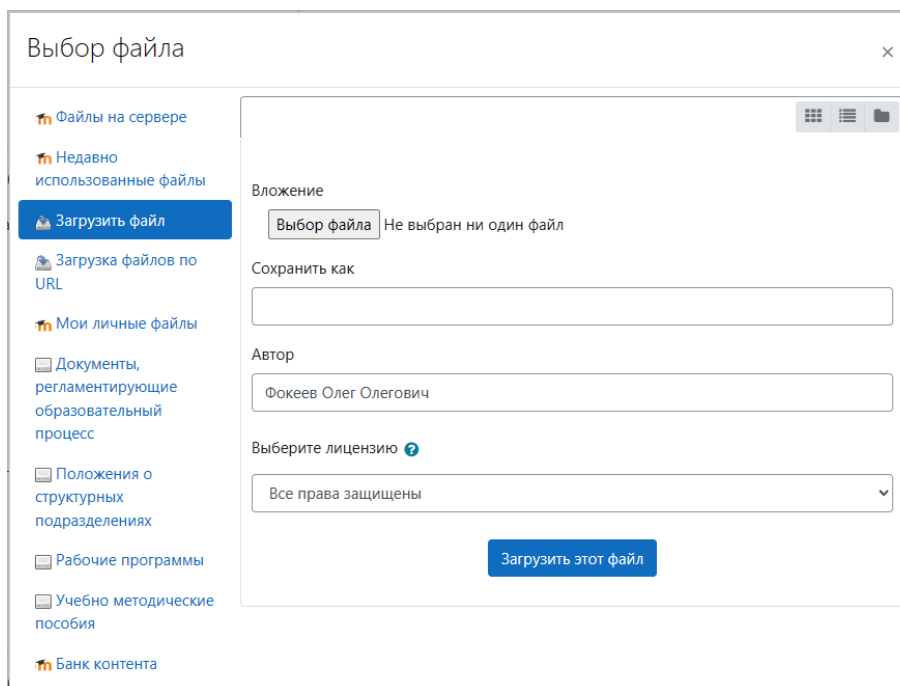 Выбор файла
×
Файлы на сервере
Недавно
использованные файлы
Загрузить файл
Загрузка файлов по
URL
Мои личные файлы
Документы,
регламентирующие
образовательный
процесс
Положения о
структурных
подразделениях
Рабочие программы
Учебно методические
пособия
Банк контента
Вложение
Выбор файла Не выбран ни один файл
Сохранить как
Автор
Фокеев Олег Олегович
Выберите лицензию ?
Все права защищены
Загрузить этот файл